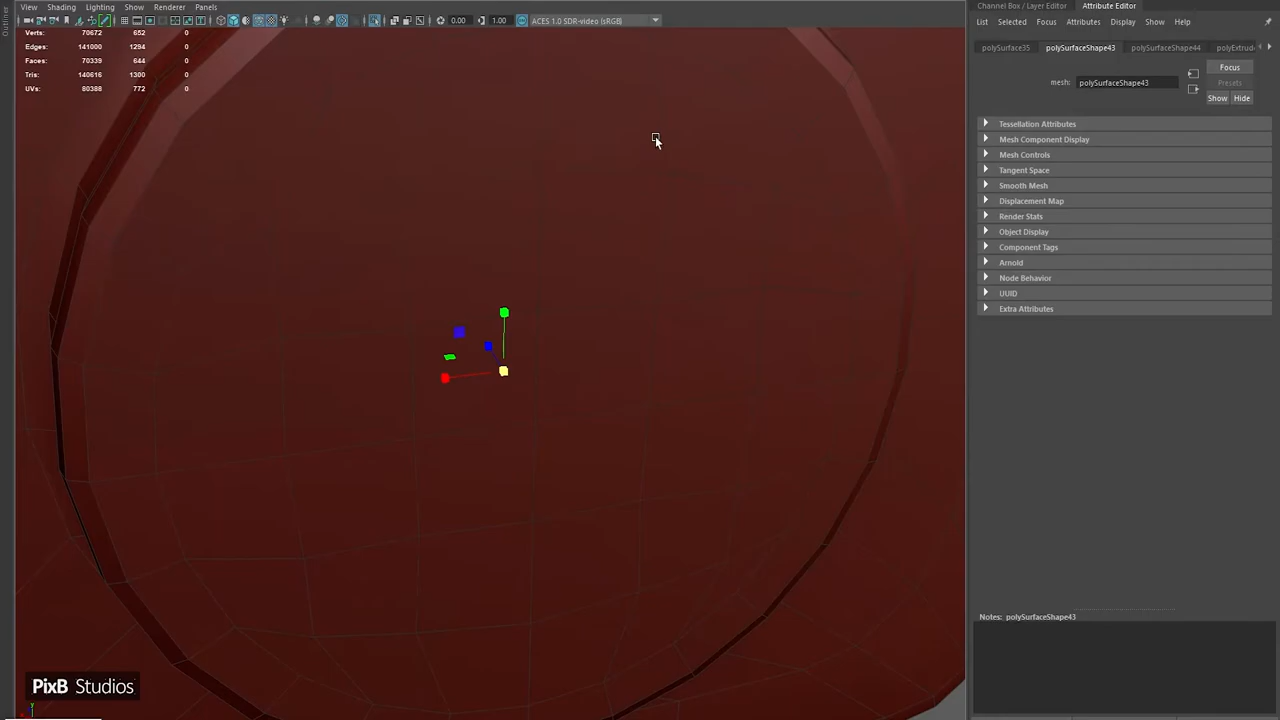 View Shading Lighting Show Renderer Panels
0.00 1.00 ACES 1.0 SDR-video (sRGB)
Verts: 70672 652 0
Edges: 141000 1294 0
Faces: 70339 644 0
Tris: 140616 1300 0
UVs: 80388 772 0
Outliner
Channel Box / Layer Editor Attribute Editor
List Selected Focus Attributes Display Show Help
polySurface35 polySurfaceShape43 polySurfaceShape44 polyExtrud
Focus
mesh: polySurfaceShape43 Presets
Show Hide
Tessellation Attributes
Mesh Component Display
Mesh Controls
Tangent Space
Smooth Mesh
Displacement Map
Render Stats
Object Display
Component Tags
Arnold
Node Behavior
UUID
Extra Attributes
Notes: polySurfaceShape43
PixB Studios
y